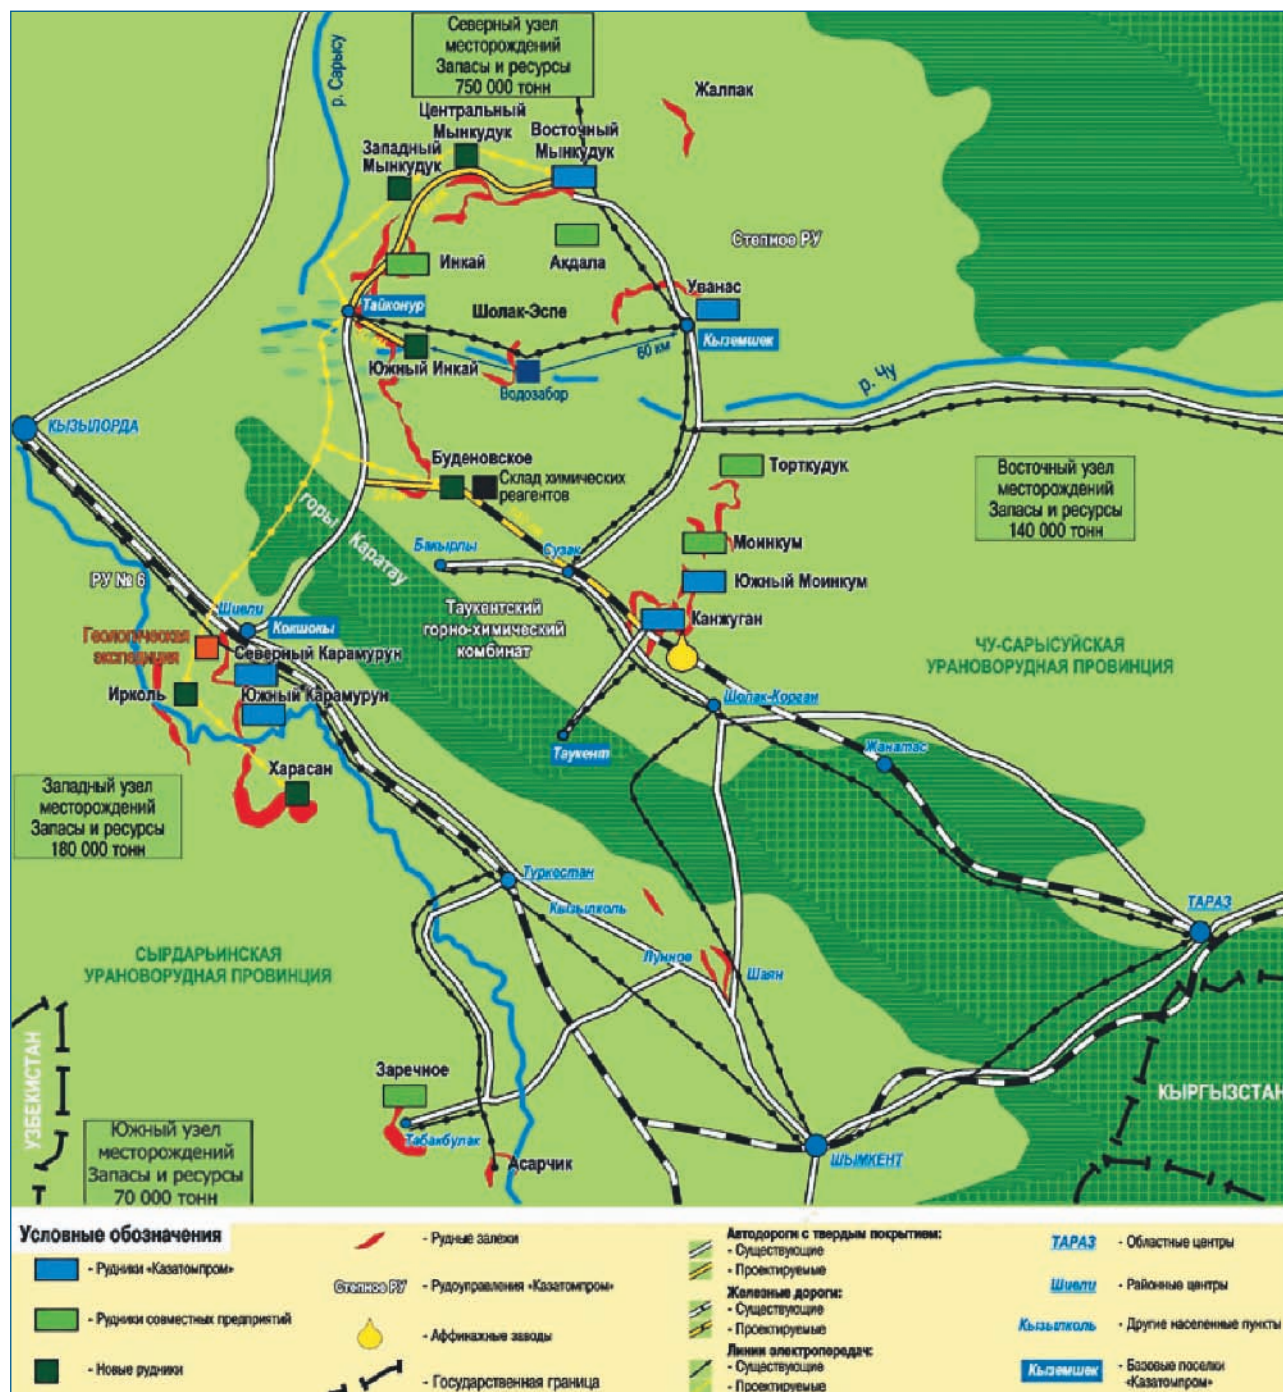 Северный узел
месторождений
Запасы и ресурсы
750 000 тонн
р. Сарысу
Жалпак
Центральный
Мынкудук
Восточный
Мынкудук
Западный
Мынкудук
Степное РУ
Инкай
Акдала
Уванас
Тайконур
Шолак-Эспе
Кыземшек
60 км
Южный Инкай
Водозабор
р. Чу
КЫЗЫЛОРДА
Буденовское
Склад химических
реагентов
Торткудук
Восточный узел
месторождений
Запасы и ресурсы
140 000 тонн
горы Каратау
Моинкум
Бакырлы
Сузак
РУ № 6
Южный Моинкум
Шиели
Таукентский
горно-химический
комбинат
Канжуган
Кокшокы
Геологическая
экспедиция
Северный Карамурун
ЧУ-САРЫСУЙСКАЯ
УРАНОВОРУДНАЯ ПРОВИНЦИЯ
Ирколь
Южный Карамурун
Шолак-Корган
Таукент
Жанатас
Харасан
Западный узел
месторождений
Запасы и ресурсы
180 000 тонн
Туркестан
Кызылколь
ТАРАЗ
СЫРДАРЬИНСКАЯ
УРАНОВОРУДНАЯ ПРОВИНЦИЯ
Лунное
Шаян
УЗБЕКИСТАН
Заречное
КЫРГЫЗСТАН
Табакбулак
Асарчик
ШЫМКЕНТ
Южный узел
месторождений
Запасы и ресурсы
70 000 тонн
Условные обозначения
- Рудники «Казатомпром»
- Рудники совместных предприятий
- Новые рудники
- Рудные залежи
Степное РУ - Рудоуправления «Казатомпром»
- Аффинажные заводы
- Государственная граница
Автодороги с твердым покрытием:
- Существующие
- Проектируемые
Железные дороги:
- Существующие
- Проектируемые
Линии электропередач:
- Существующие
- Проектируемые
ТАРАЗ - Областные центры
Шиели - Районные центры
Кызылколь - Другие населенные пункты
Кыземшек - Базовые поселки
«Казатомпром»